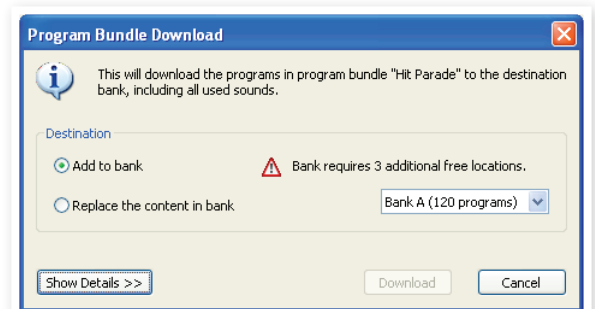 Program Bundle Download
This will download the programs in program bundle "Hit Parade" to the destination
bank, including all used sounds.
Destination
Add to bank
Bank requires 3 additional free locations.
Replace the content in bank
Bank A (120 programs)
Show Details >>
Download
Cancel